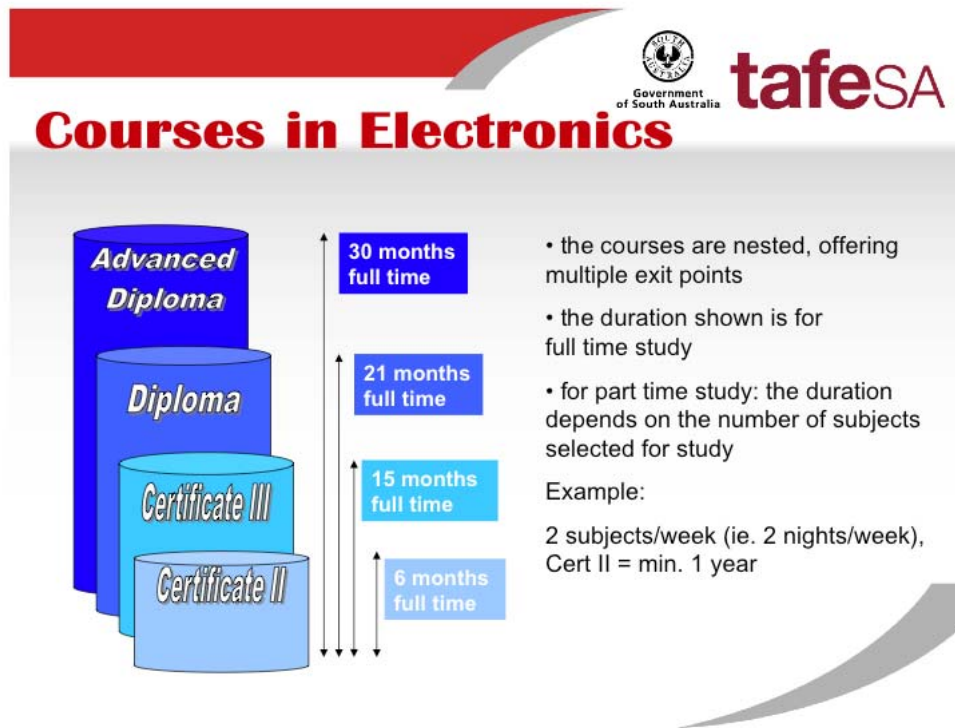 SOUTH
AUSTRALIA
Government
of South Australia
tafeSA
Courses in Electronics
Advanced
Diploma
30 months
full time
Diploma
21 months
full time
Certificate III
15 months
full time
Certificate II
6 months
full time
• the courses are nested, offering
multiple exit points
• the duration shown is for
full time study
• for part time study: the duration
depends on the number of subjects
selected for study
Example:
2 subjects/week (ie. 2 nights/week),
Cert II = min. 1 year